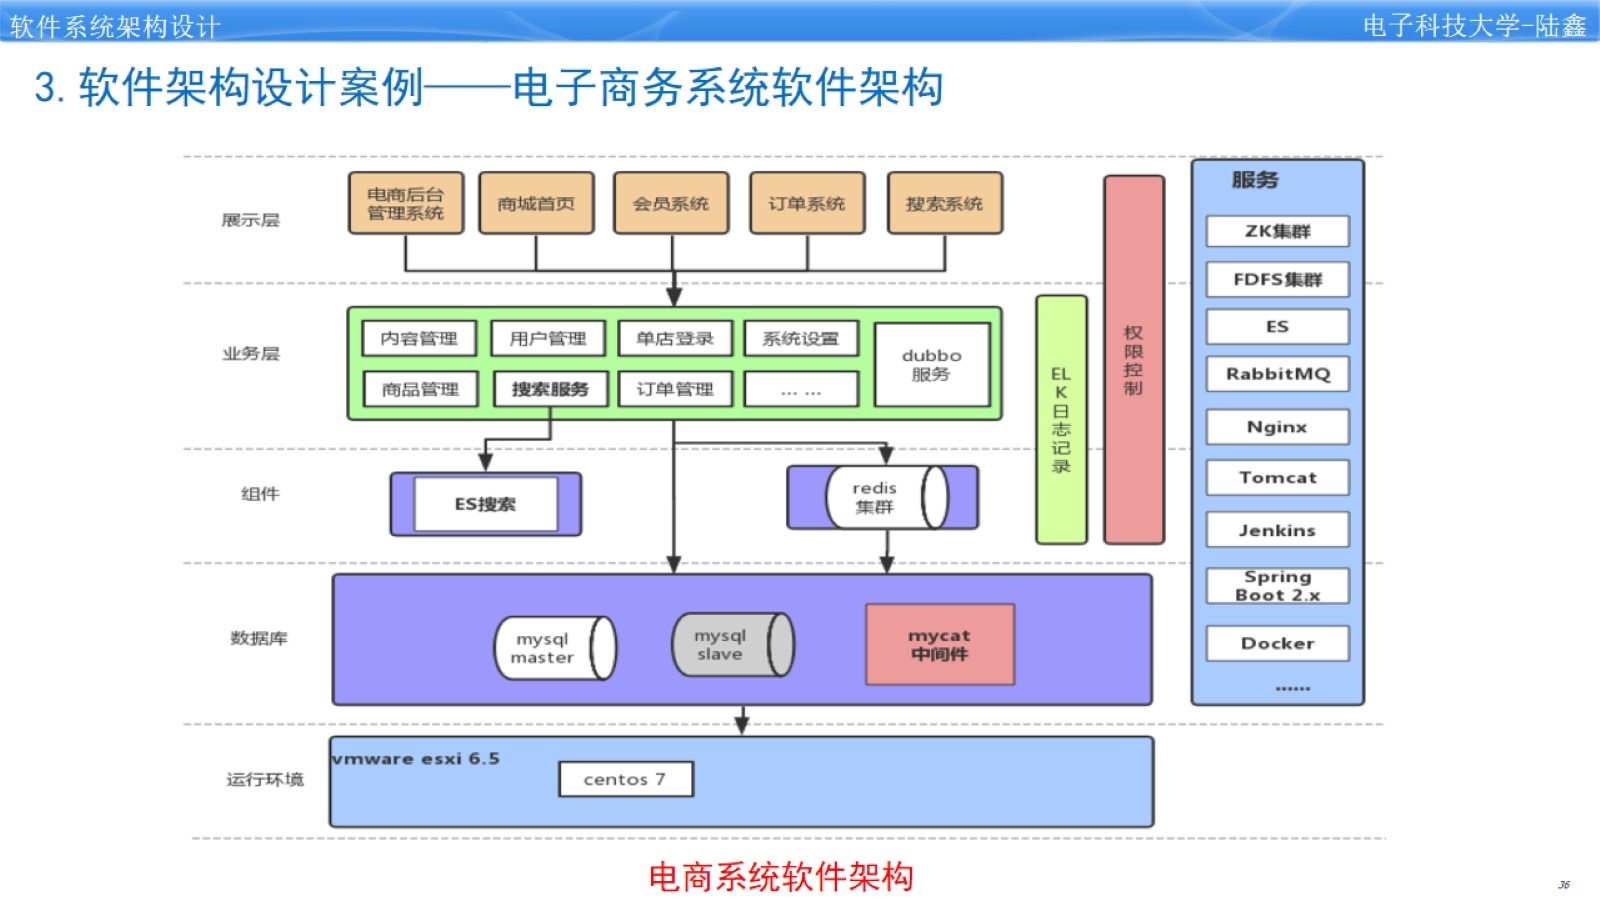 软件系统架构设计
电子科技大学-陆鑫
3. 软件架构设计案例——电子商务系统软件架构
展示层
电商后台
管理系统
商城首页
会员系统
订单系统
搜索系统
业务层
内容管理
用户管理
单店登录
系统设置
商品管理
搜索服务
订单管理
... ...
dubbo
服务
组件
ES搜索
redis
集群
EL
K
日
志
记
录
权
限
控
制
数据库
mysql
master
mysql
slave
mycat
中间件
运行环境
vmware esxi 6.5
centos 7
服务
ZK集群
FDFS集群
ES
RabbitMQ
Nginx
Tomcat
Jenkins
Spring
Boot 2.x
Docker
......
电商系统软件架构
36